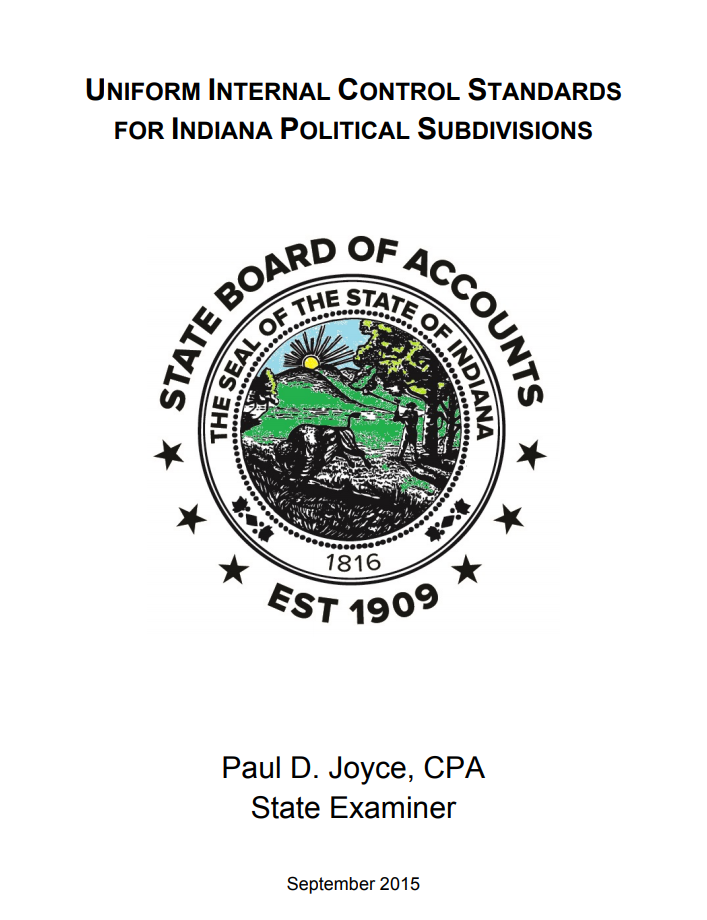 UNIFORM INTERNAL CONTROL STANDARDS
FOR INDIANA POLITICAL SUBDIVISIONS
STATE BOARD OF ACCOUNTS
THE SEAL OF THE STATE OF INDIANA
1816
EST 1909
Paul D. Joyce, CPA
State Examiner
September 2015